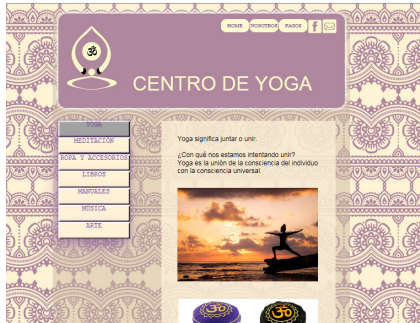 HOME NOSOTROS PAGOS
CENTRO DE YOGA
YOGA
MEDITACIÓN
ROPA Y ACCESORIOS
LIBROS
MANUALES
MÚSICA
ARTE
Yoga significa juntar o unir.
¿Con qué nos estamos intentando unir?
Yoga es la unión de la consciencia del individuo
con la consciencia universal.